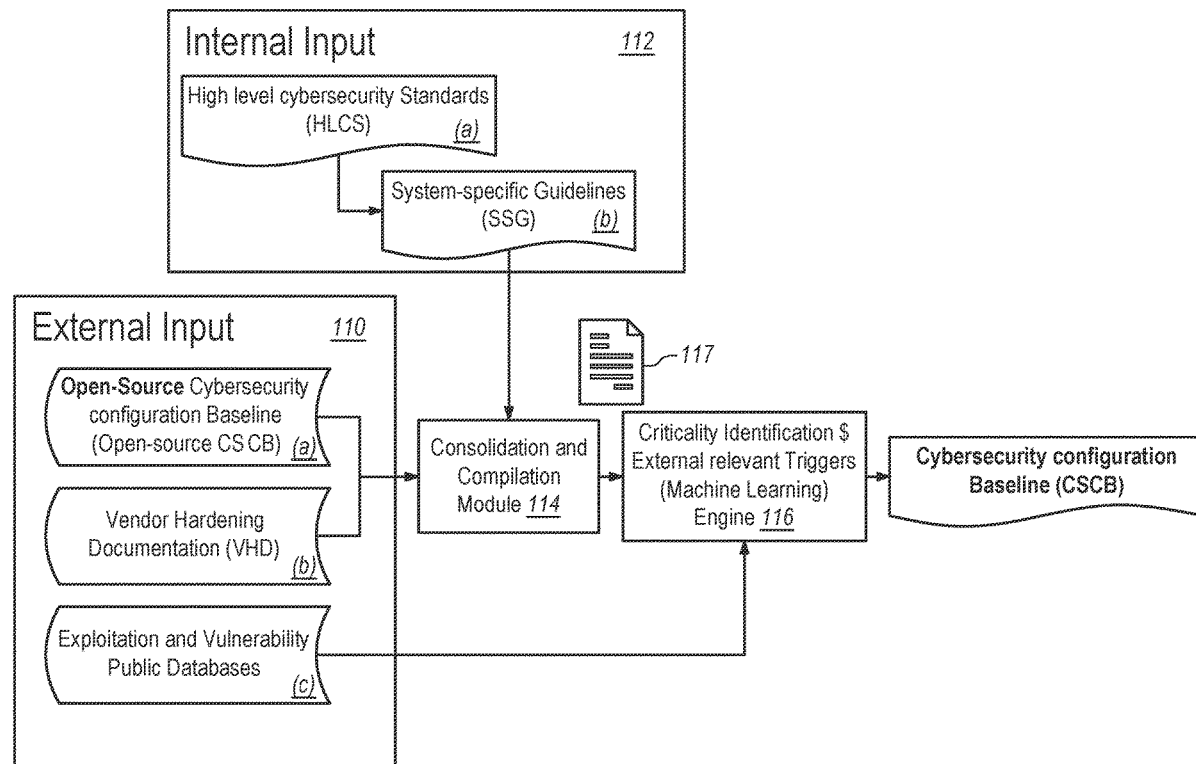 Internal Input 112
High level cybersecurity Standards
(HLCS) (a)
System-specific Guidelines
(SSG) (b)
External Input 110
Open-Source Cybersecurity
configuration Baseline
(Open-source CS CB) (a)
Vendor Hardening
Documentation (VHD)
(b)
Exploitation and Vulnerability
Public Databases
(c)
117
Consolidation and
Compilation
Module 114
Criticality Identification $
External relevant Triggers
(Machine Learning)
Engine 116
Cybersecurity configuration
Baseline (CSCB)